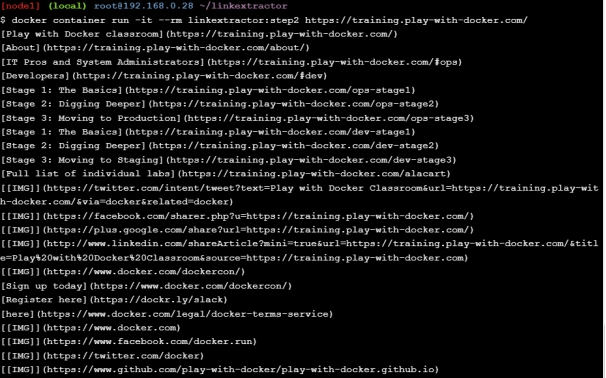 [node1] (local) root@192.168.0.28 ~/linkextractor
$ docker container run -it --rm linkextractor:step2 https://training.play-with-docker.com/
[Play with Docker classroom](https://training.play-with-docker.com/)
[About](https://training.play-with-docker.com/about/)
[IT Pros and System Administrators](https://training.play-with-docker.com/#ops)
[Developers](https://training.play-with-docker.com/#dev)
[Stage 1: The Basics](https://training.play-with-docker.com/ops-stage1)
[Stage 2: Digging Deeper](https://training.play-with-docker.com/ops-stage2)
[Stage 3: Moving to Production](https://training.play-with-docker.com/ops-stage3)
[Stage 1: The Basics](https://training.play-with-docker.com/dev-stage1)
[Stage 2: Digging Deeper](https://training.play-with-docker.com/dev-stage2)
[Stage 3: Moving to Staging](https://training.play-with-docker.com/dev-stage3)
[Full list of individual labs](https://training.play-with-docker.com/alacart)
[[IMG]](https://twitter.com/intent/tweet?text=Play with Docker Classroom&url=https://training.play-wit
h-docker.com/&via=docker&related=docker)
[[IMG]](https://facebook.com/sharer.php?u=https://training.play-with-docker.com/)
[[IMG]](https://plus.google.com/share?url=https://training.play-with-docker.com/)
[[IMG]](http://www.linkedin.com/shareArticle?mini=true&url=https://training.play-with-docker.com/&titl
e=Play%20with%20Docker%20Classroom&source=https://training.play-with-docker.com)
[[IMG]](https://www.docker.com/dockercon/)
[Sign up today](https://www.docker.com/dockercon/)
[Register here](https://dockr.ly/slack)
[here](https://www.docker.com/legal/docker-terms-service)
[[IMG]](https://www.docker.com)
[[IMG]](https://www.facebook.com/docker.run)
[[IMG]](https://twitter.com/docker)
[[IMG]](https://www.github.com/play-with-docker/play-with-docker.github.io)